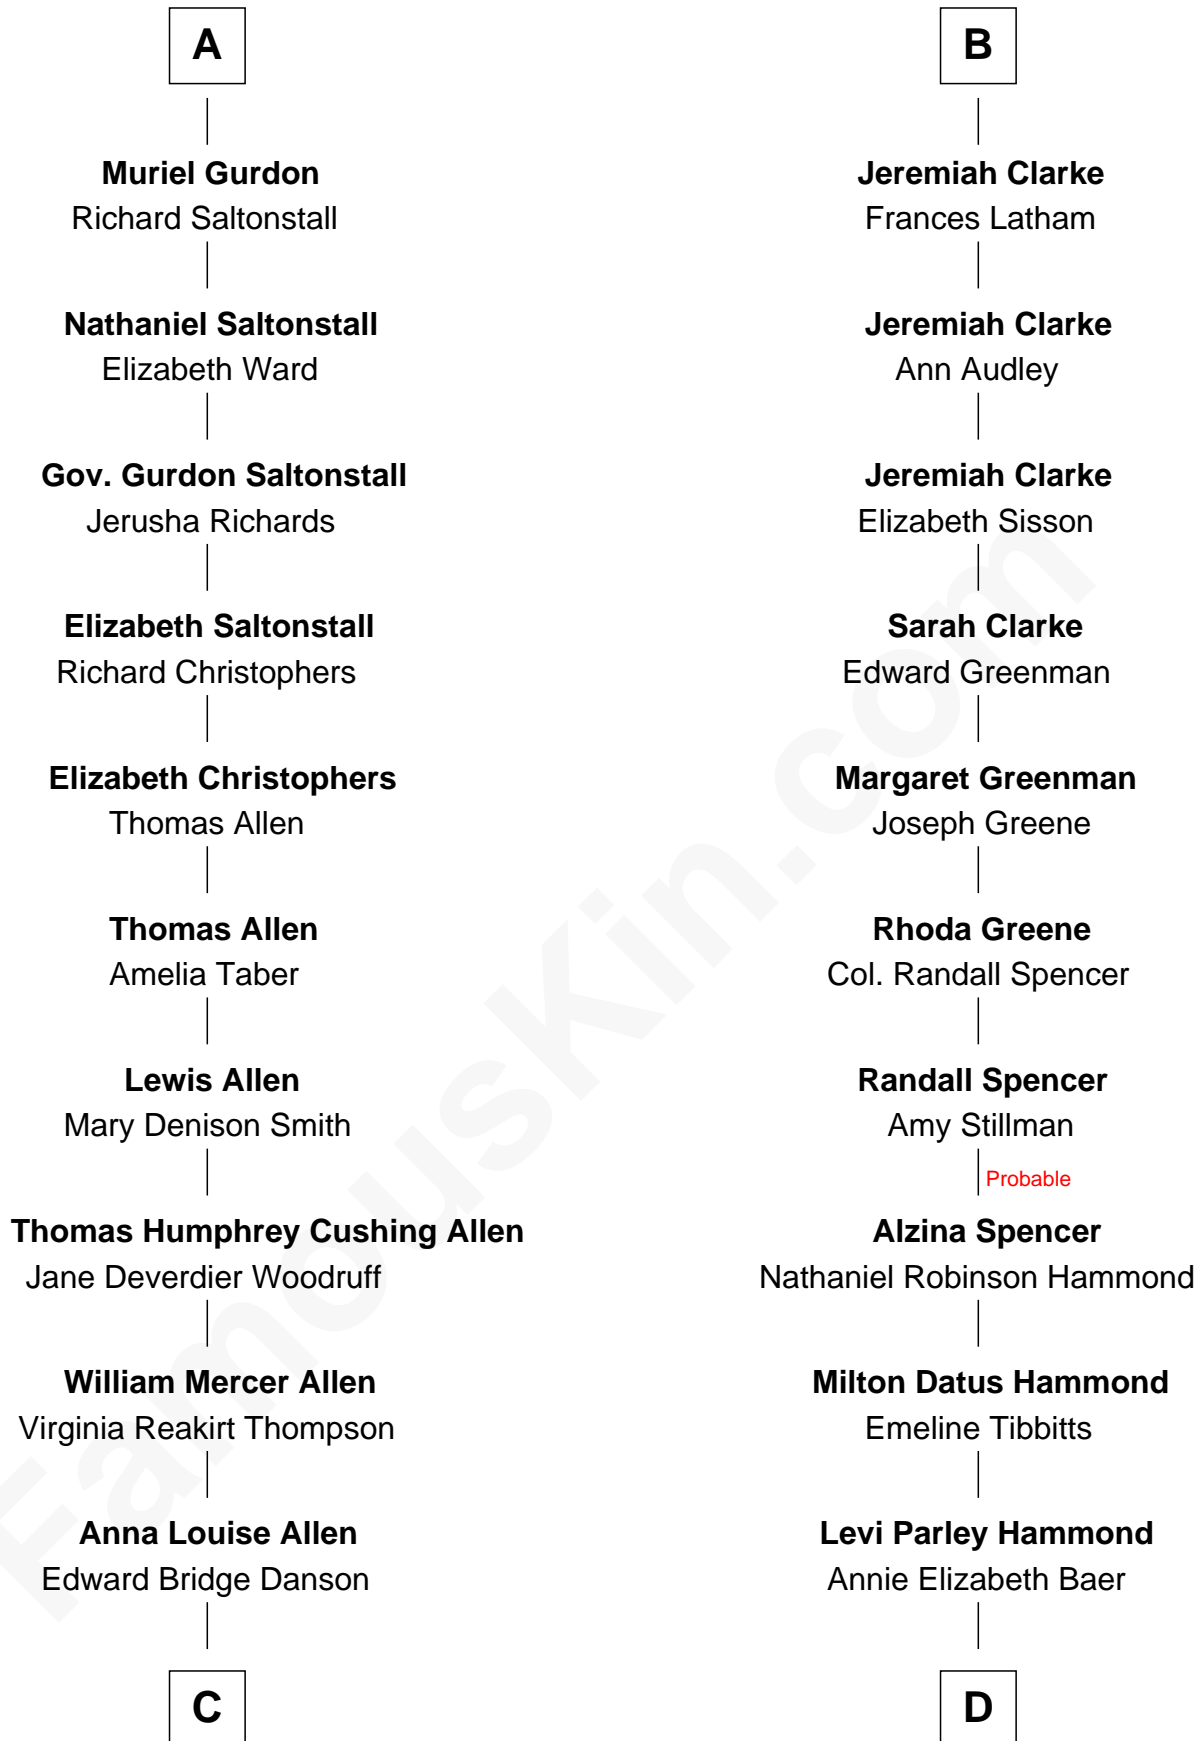 A
Muriel Gurdon
Richard Saltonstall
Nathaniel Saltonstall
Elizabeth Ward
Gov. Gurdon Saltonstall
Jerusha Richards
Elizabeth Saltonstall
Richard Christophers
Elizabeth Christophers
Thomas Allen
Thomas Allen
Amelia Taber
Lewis Allen
Mary Denison Smith
Thomas Humphrey Cushing Allen
Jane Deverdier Woodruff
William Mercer Allen
Virginia Reakirt Thompson
Anna Louise Allen
Edward Bridge Danson
C
B
Jeremiah Clarke
Frances Latham
Jeremiah Clarke
Ann Audley
Jeremiah Clarke
Elizabeth Sisson
Sarah Clarke
Edward Greenman
Margaret Greenman
Joseph Greene
Rhoda Greene
Col. Randall Spencer
Randall Spencer
Amy Stillman
Probable
Alzina Spencer
Nathaniel Robinson Hammond
Milton Datus Hammond
Emeline Tibbitts
Levi Parley Hammond
Annie Elizabeth Baer
D
FamousKin.com